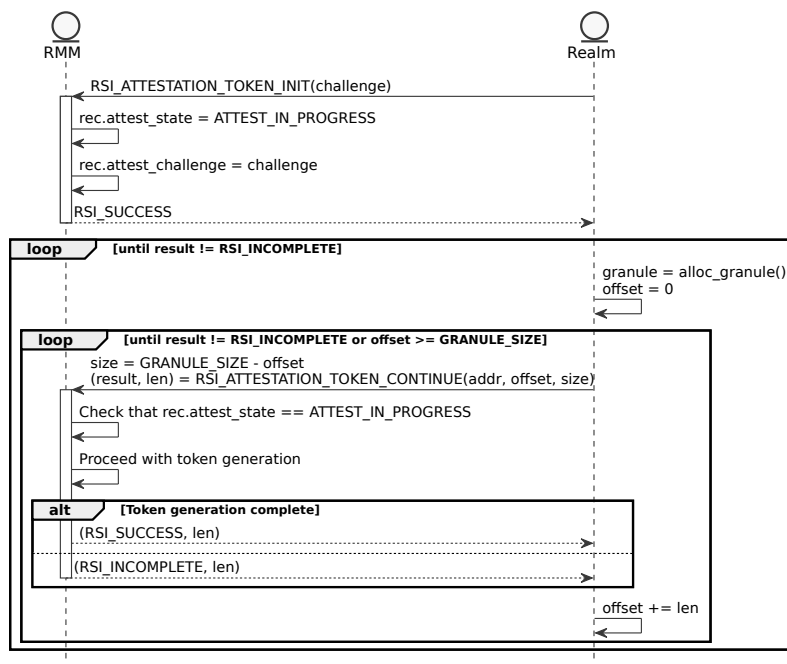 RMM
Realm
RSI_ATTESTATION_TOKEN_INIT(challenge)
rec.attest_state = ATTEST_IN_PROGRESS
rec.attest_challenge = challenge
RSI_SUCCESS
loop [until result != RSI_INCOMPLETE]
granule = alloc_granule()
offset = 0
loop [until result != RSI_INCOMPLETE or offset >= GRANULE_SIZE]
size = GRANULE_SIZE - offset
(result, len) = RSI_ATTESTATION_TOKEN_CONTINUE(addr, offset, size)
Check that rec.attest_state == ATTEST_IN_PROGRESS
Proceed with token generation
alt [Token generation complete]
(RSI_SUCCESS, len)
(RSI_INCOMPLETE, len)
offset += len